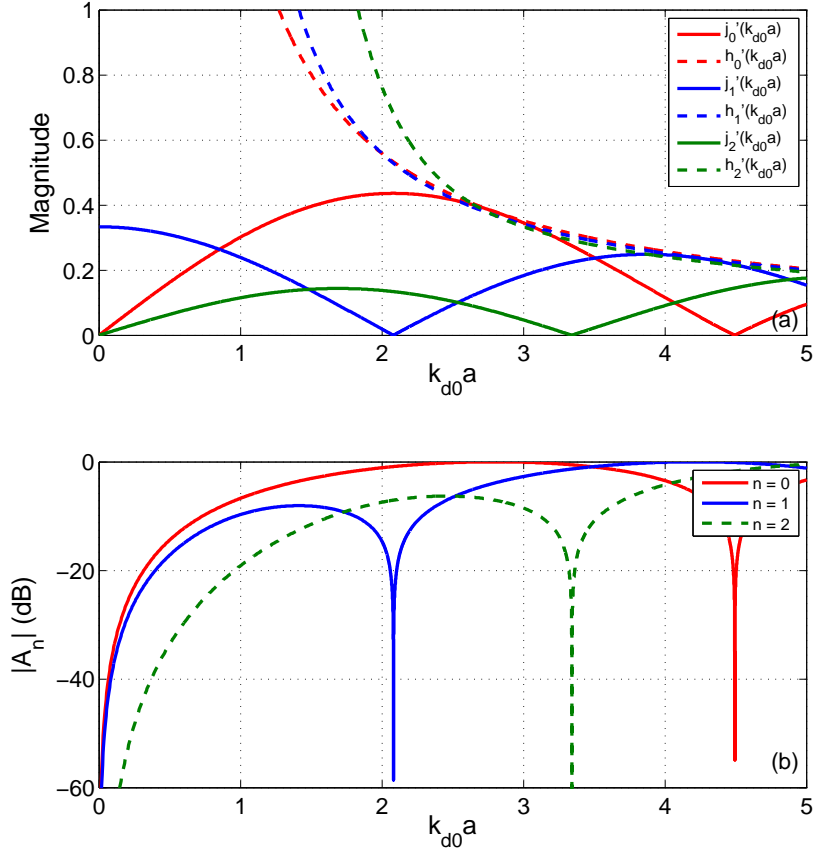 1
0.8
0.6
0.4
0.2
0
Magnitude
j0'(kd0a)
h0'(kd0a)
j1'(kd0a)
h1'(kd0a)
j2'(kd0a)
h2'(kd0a)
(a)
0 1 2 3 4 5
kd0a
0
−20
−40
−60
|An| (dB)
n = 0
n = 1
n = 2
(b)
0 1 2 3 4 5
kd0a